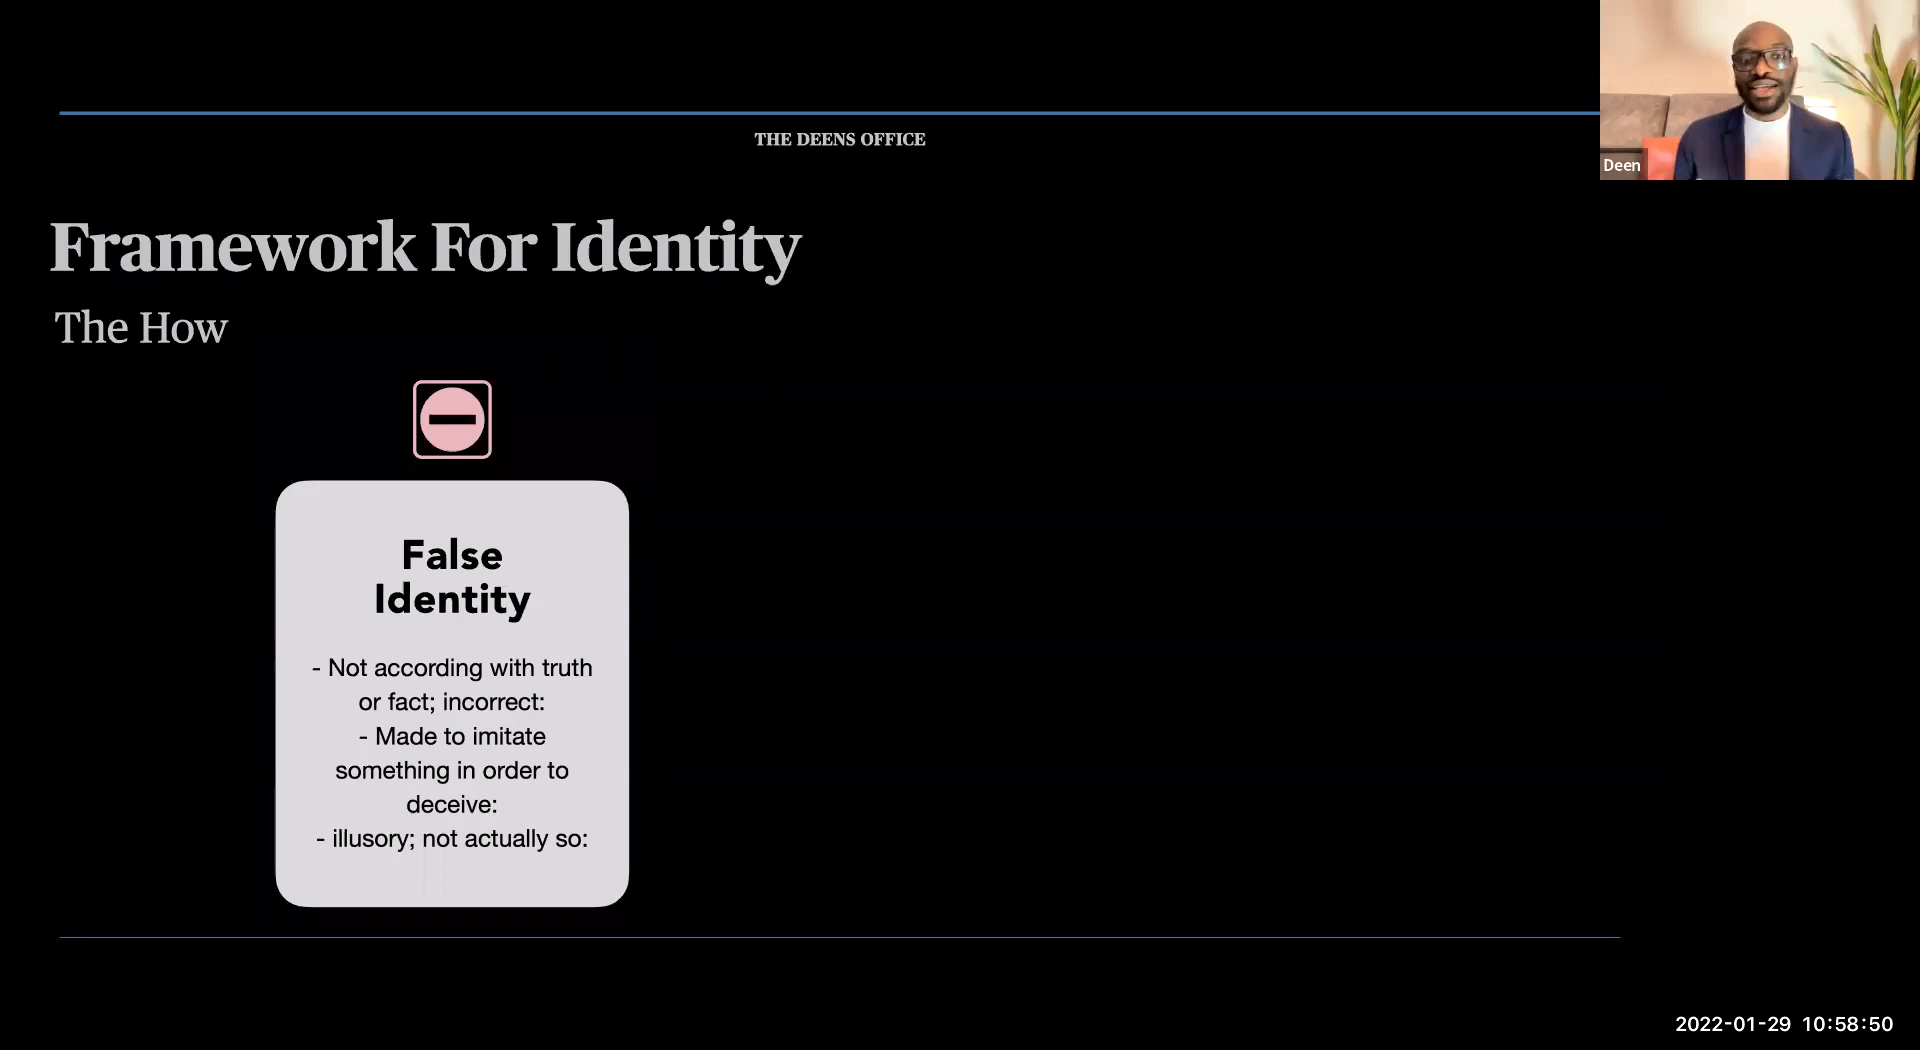 THE DEENS OFFICE
Deen
Framework For Identity
The How
False
Identity
- Not according with truth
or fact; incorrect:
- Made to imitate
something in order to
deceive:
- illusory; not actually so:
2022-01-29 10:58:50